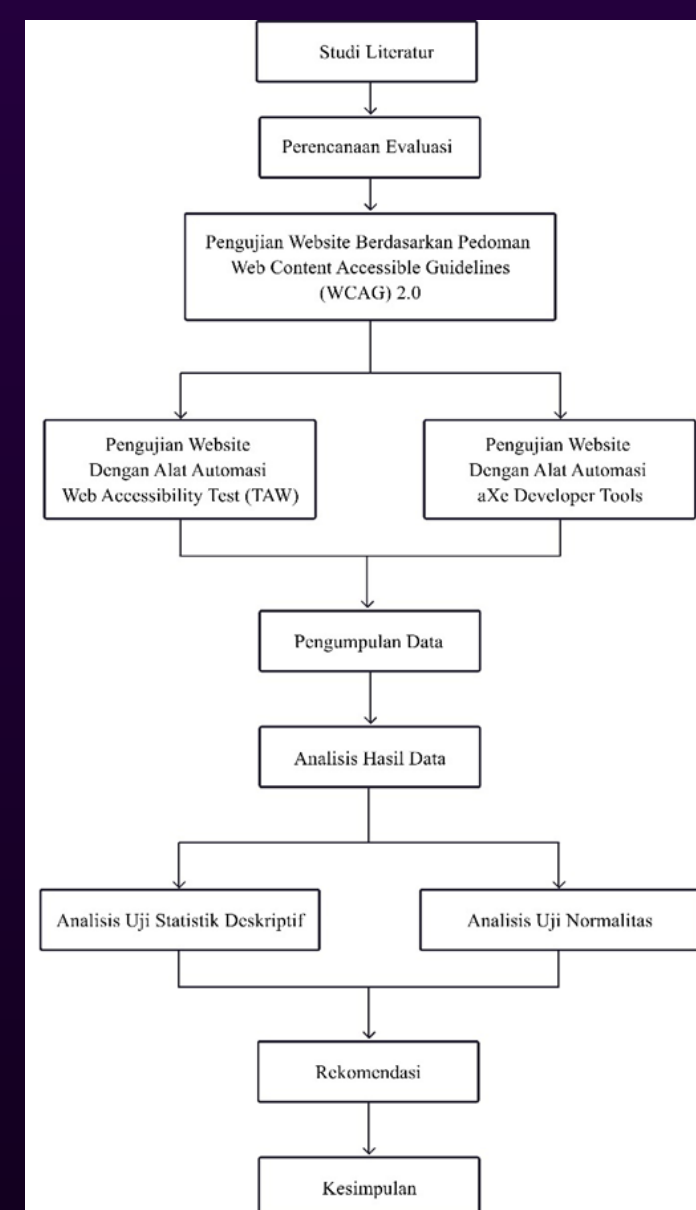 Studi Literatur
Perencanaan Evaluasi
Pengujian Website Berdasarkan Pedoman
Web Content Accessible Guidelines
(WCAG) 2.0
Pengujian Website
Dengan Alat Automasi
Web Accessibility Test (TAW)
Pengujian Website
Dengan Alat Automasi
aXe Developer Tools
Pengumpulan Data
Analisis Hasil Data
Analisis Uji Statistik Deskriptif
Analisis Uji Normalitas
Rekomendasi
Kesimpulan